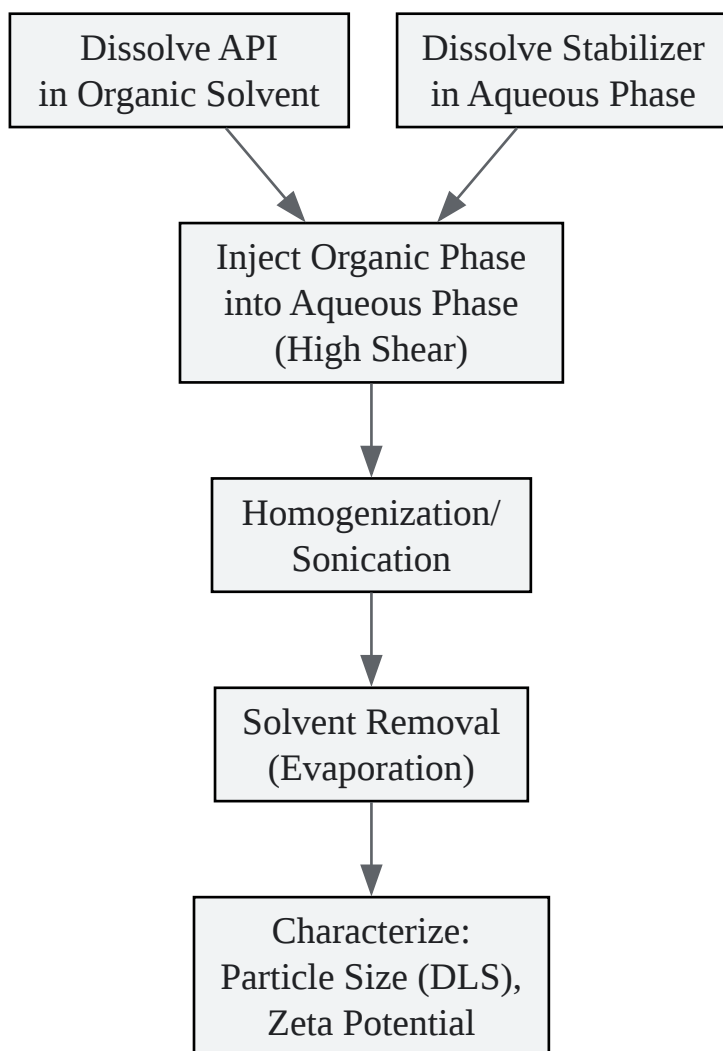 Dissolve API
in Organic Solvent
Dissolve Stabilizer
in Aqueous Phase
Inject Organic Phase
into Aqueous Phase
(High Shear)
Homogenization/
Sonication
Solvent Removal
(Evaporation)
Characterize:
Particle Size (DLS),
Zeta Potential